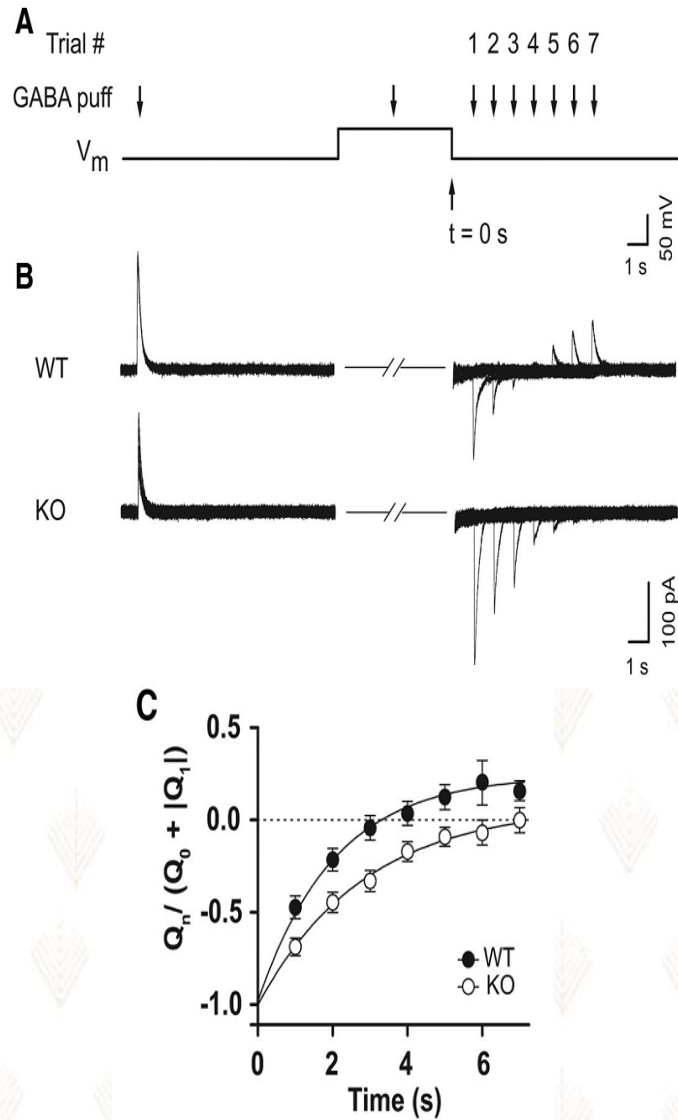 A
Trial # 1 2 3 4 5 6 7
GABA puff
Vm
t = 0 s
50 mV
1 s
B
WT
KO
100 pA
1 s
C
0.5
0.0
-0.5
-1.0
Qn/ (Q0 + |Q1|)
WT
KO
0 2 4 6
Time (s)